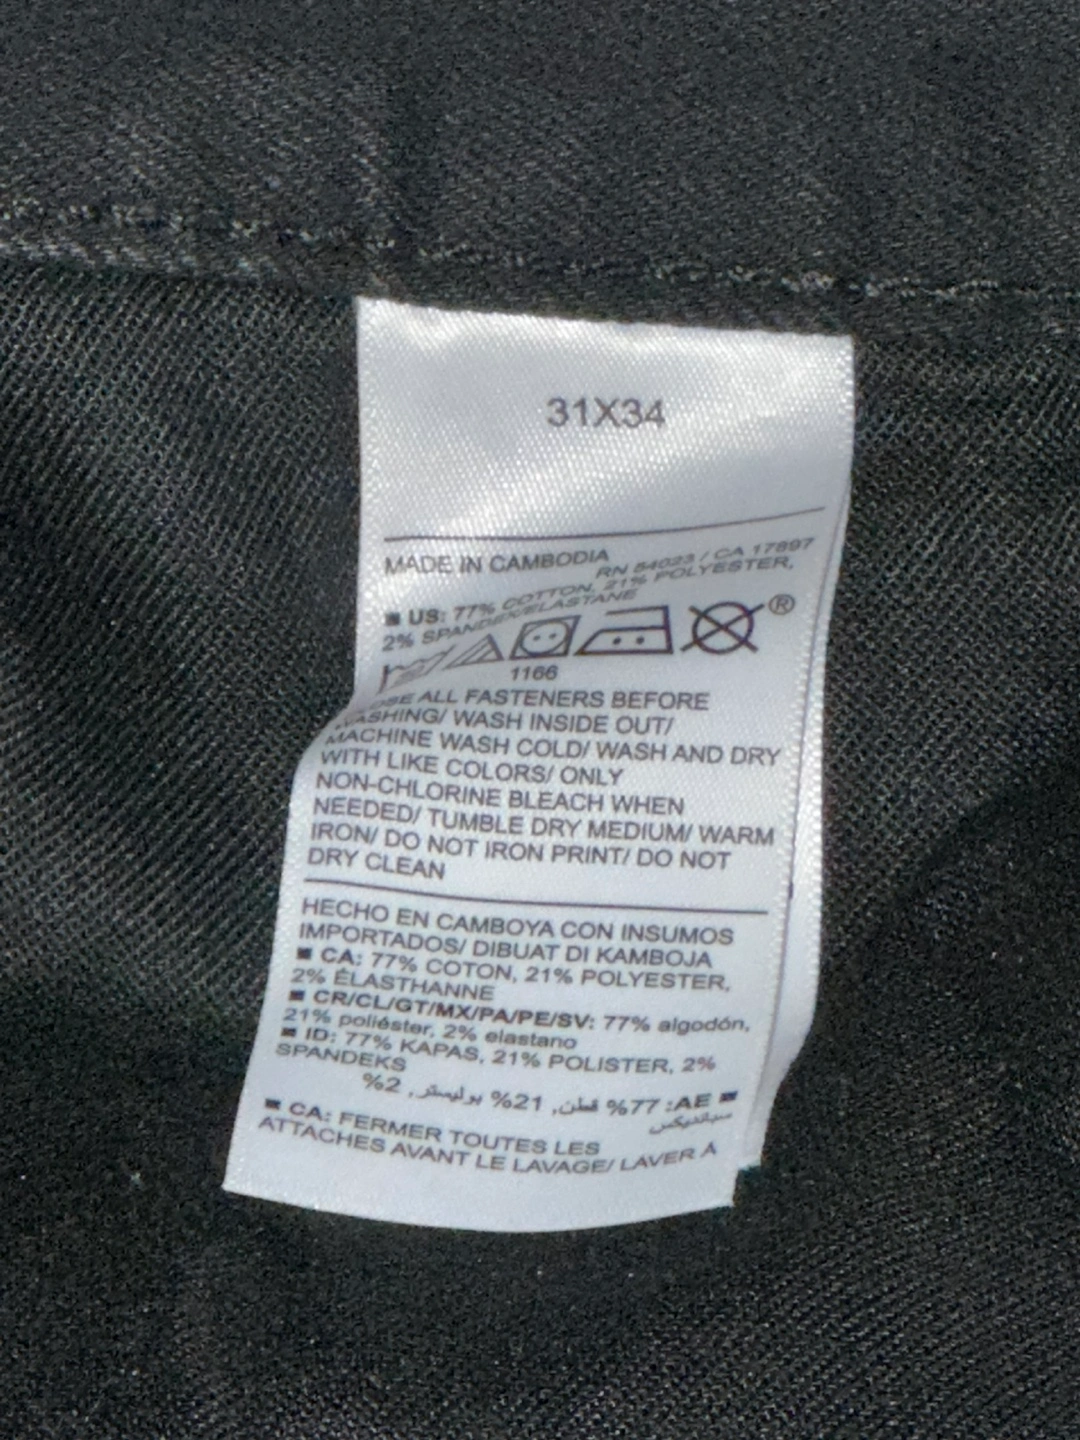 31X34
MADE IN CAMBODIA
RN 54023 / CA 17897
■ US: 77% COTTON, 21% POLYESTER,
2% SPANDEX/ELASTANE
®
1166
ALL FASTENERS BEFORE
WASHING/ WASH INSIDE OUT/
MACHINE WASH COLD/ WASH AND DRY
WITH LIKE COLORS/ ONLY
NON-CHLORINE BLEACH WHEN
NEEDED/ TUMBLE DRY MEDIUM/ WARM
IRON/ DO NOT IRON PRINT/ DO NOT
DRY CLEAN
HECHO EN CAMBOYA CON INSUMOS
IMPORTADOS/ DIBUAT DI KAMBOJA
■ CA: 77% COTON, 21% POLYESTER,
2% ÉLASTHANNE
■ CR/CL/GT/MX/PA/PE/SV: 77% algodón,
21% poliéster, 2% elastano
■ ID: 77% KAPAS, 21% POLISTER, 2%
SPANDEKS
■ AE: 77% قطن, 21% بوليستر, 2%
سباندكس
■ CA: FERMER TOUTES LES
ATTACHES AVANT LE LAVAGE/ LAVER À